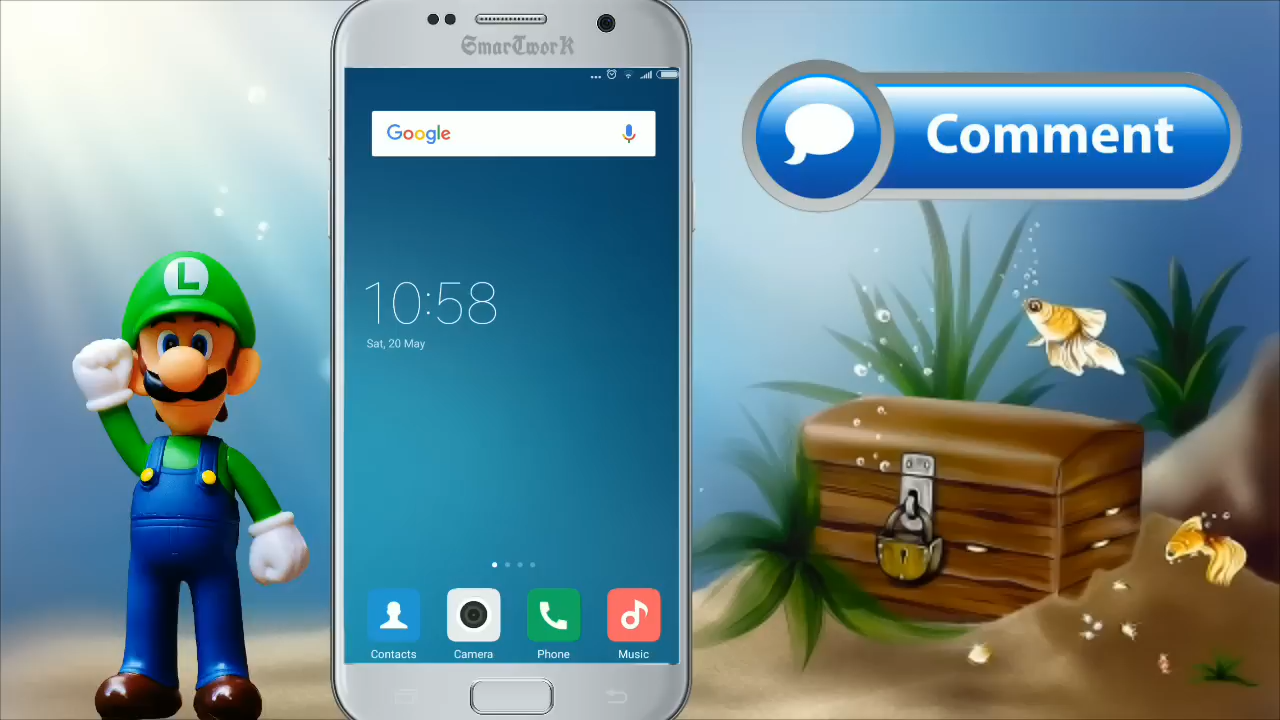 SmarTworK
Google
10:58
Sat, 20 May
Contacts
Camera
Phone
Music
Comment
L